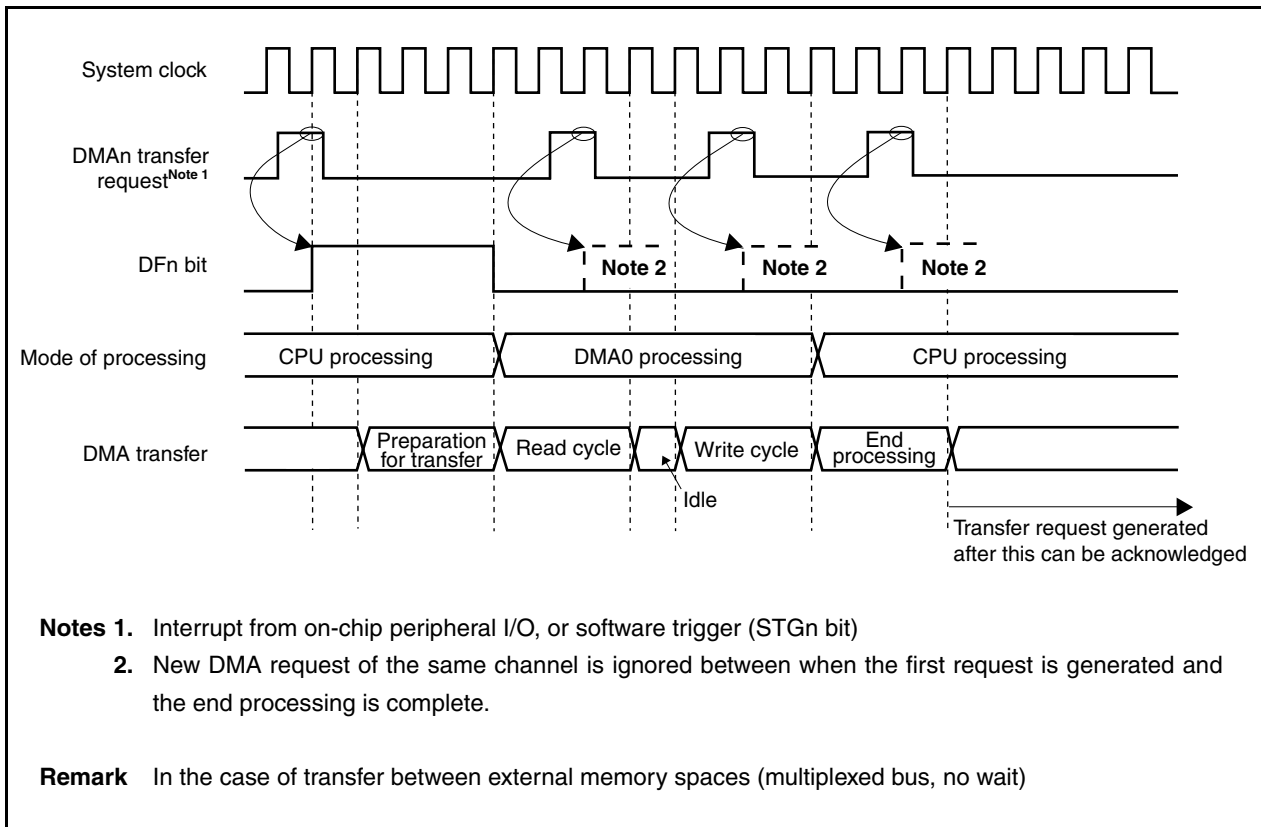 System clock
DMAn transfer
request Note 1
DFn bit
Note 2
Note 2
Note 2
Mode of processing
CPU processing
DMA0 processing
CPU processing
DMA transfer
Preparation
for transfer
Read cycle
Write cycle
End
processing
Idle
Transfer request generated
after this can be acknowledged
Notes 1. Interrupt from on-chip peripheral I/O, or software trigger (STGn bit)
2. New DMA request of the same channel is ignored between when the first request is generated and
the end processing is complete.
Remark In the case of transfer between external memory spaces (multiplexed bus, no wait)